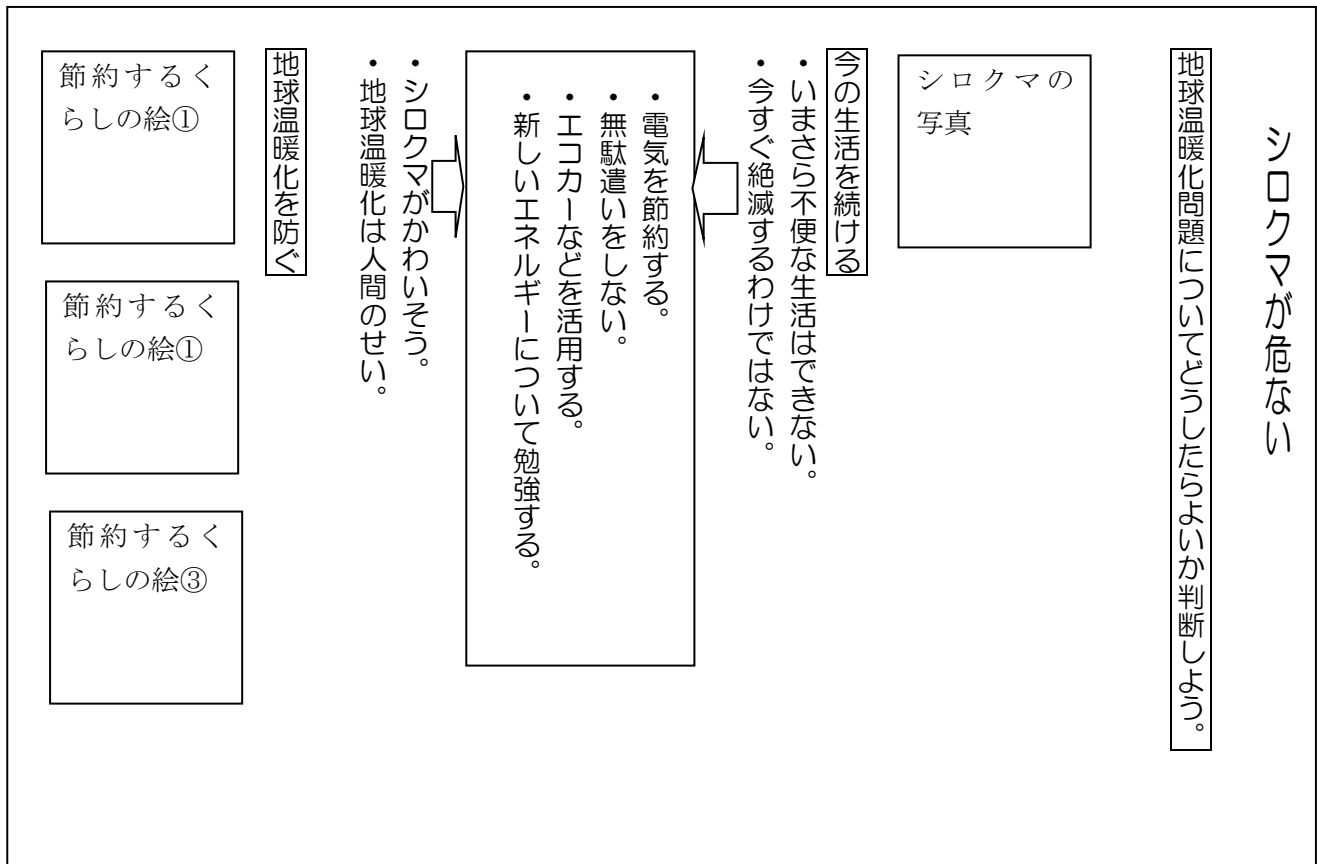 シロクマが危ない
地球温暖化問題についてどうしたらよいか判断しよう。
シロクマの
写真
今の生活を続ける
・いまさら不便な生活はできない。
・今すぐ絶滅するわけではない。
・電気を節約する。
・無駄遣いをしない。
・エコカーなどを活用する。
・新しいエネルギーについて勉強する。
・シロクマがかわいそう。
・地球温暖化は人間のせい。
地球温暖化を防ぐ
節約するく
らしの絵①
節約するく
らしの絵①
節約するく
らしの絵③